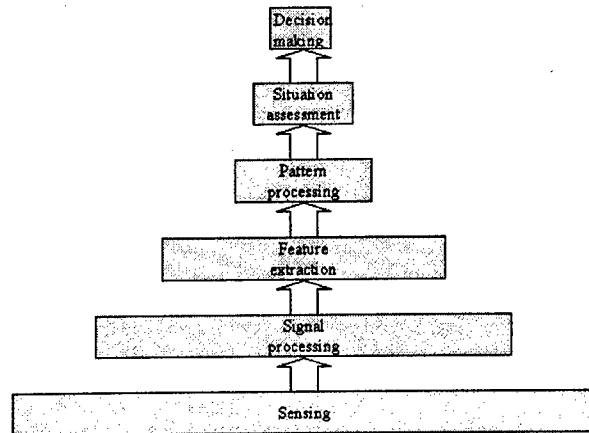 Decision
making
Situation
assessment
Pattern
processing
Feature
extraction
Signal
processing
Sensing